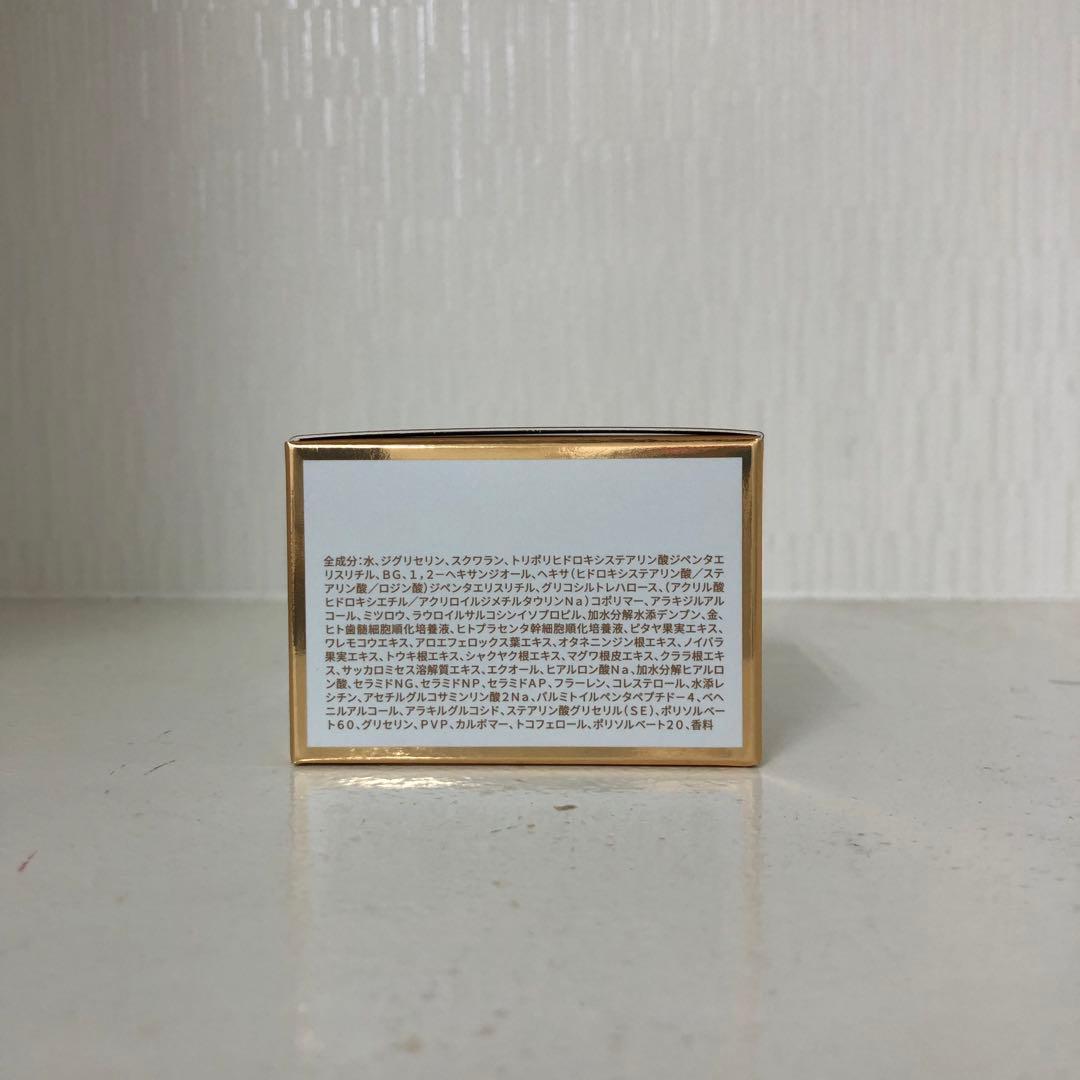 全成分：水、ジグリセリン、スクワラン、トリポリヒドロキシステアリン酸ジペンタエ
リスリチル、BG、1，2－ヘキサンジオール、ヘキサ（ヒドロキシステアリン酸／ステ
アリン酸／ロジン酸）ジペンタエリスリチル、グリコシルトレハロース、（アクリル酸
ヒドロキシエチル／アクリロイルジメチルタウリンNa）コポリマー、アラキジルアル
コール、ミツロウ、ラウロイルサルコシンイソプロピル、加水分解水添デンプン、金、
ヒト歯髄細胞順化培養液、ヒトプラセンタ幹細胞順化培養液、ピタヤ果実エキス、
ワレモコウエキス、アロエフェロックス葉エキス、オタネニンジン根エキス、ノイバラ
果実エキス、トウキ根エキス、シャクヤク根エキス、マグワ根皮エキス、クララ根エキ
ス、サッカロミセス溶解質エキス、エクオール、ヒアルロン酸Na、加水分解ヒアルロ
ン酸、セラミドNG、セラミドNP、セラミドAP、フラーレン、コレステロール、水添レ
シチン、アセチルグルコサミンリン酸2Na、パルミトイルペンタペプチド－4、ベヘ
ニルアルコール、アラキルグルコシド、ステアリン酸グリセリル（SE）、ポリソルベー
ト60、グリセリン、PVP、カルボマー、トコフェロール、ポリソルベート20、香料